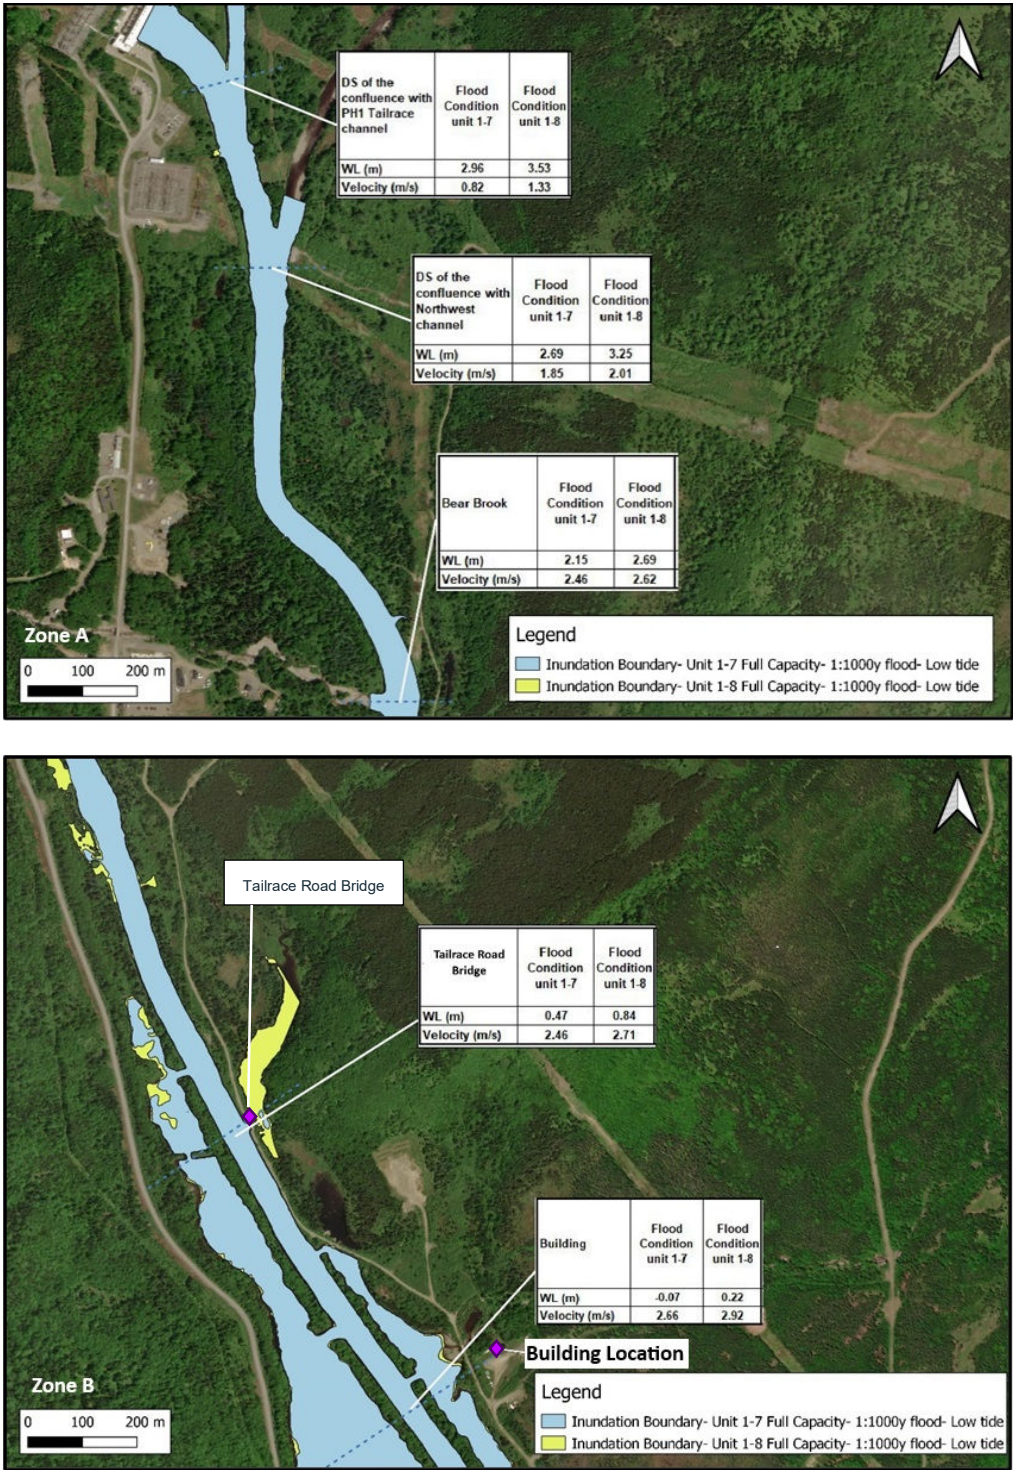 DS of the
confluence with
PH1 Tailrace
channel
Flood
Condition
unit 1-7
Flood
Condition
unit 1-8
WL (m) 2.96 3.53
Velocity (m/s) 0.82 1.33
DS of the
confluence with
Northwest
channel
Flood
Condition
unit 1-7
Flood
Condition
unit 1-8
WL (m) 2.69 3.25
Velocity (m/s) 1.85 2.01
Bear Brook
Flood
Condition
unit 1-7
Flood
Condition
unit 1-8
WL (m) 2.15 2.69
Velocity (m/s) 2.46 2.62
Zone A
0 100 200 m
Legend
Inundation Boundary- Unit 1-7 Full Capacity- 1:1000y flood- Low tide
Inundation Boundary- Unit 1-8 Full Capacity- 1:1000y flood- Low tide
Tailrace Road Bridge
Tailrace Road
Bridge
Flood
Condition
unit 1-7
Flood
Condition
unit 1-8
WL (m) 0.47 0.84
Velocity (m/s) 2.46 2.71
Building
Flood
Condition
unit 1-7
Flood
Condition
unit 1-8
WL (m) -0.07 0.22
Velocity (m/s) 2.66 2.92
Building Location
Zone B
0 100 200 m
Legend
Inundation Boundary- Unit 1-7 Full Capacity- 1:1000y flood- Low tide
Inundation Boundary- Unit 1-8 Full Capacity- 1:1000y flood- Low tide